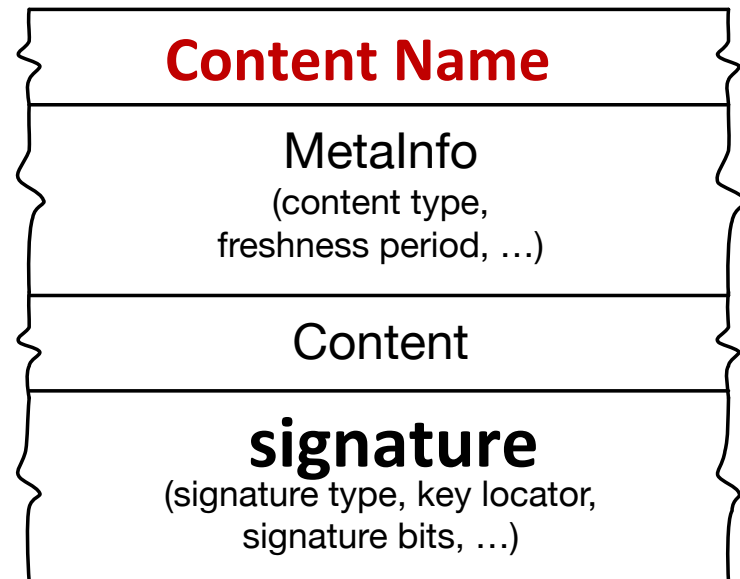 Content Name
MetaInfo
(content type,
freshness period, …)
Content
signature
(signature type, key locator,
signature bits, …)